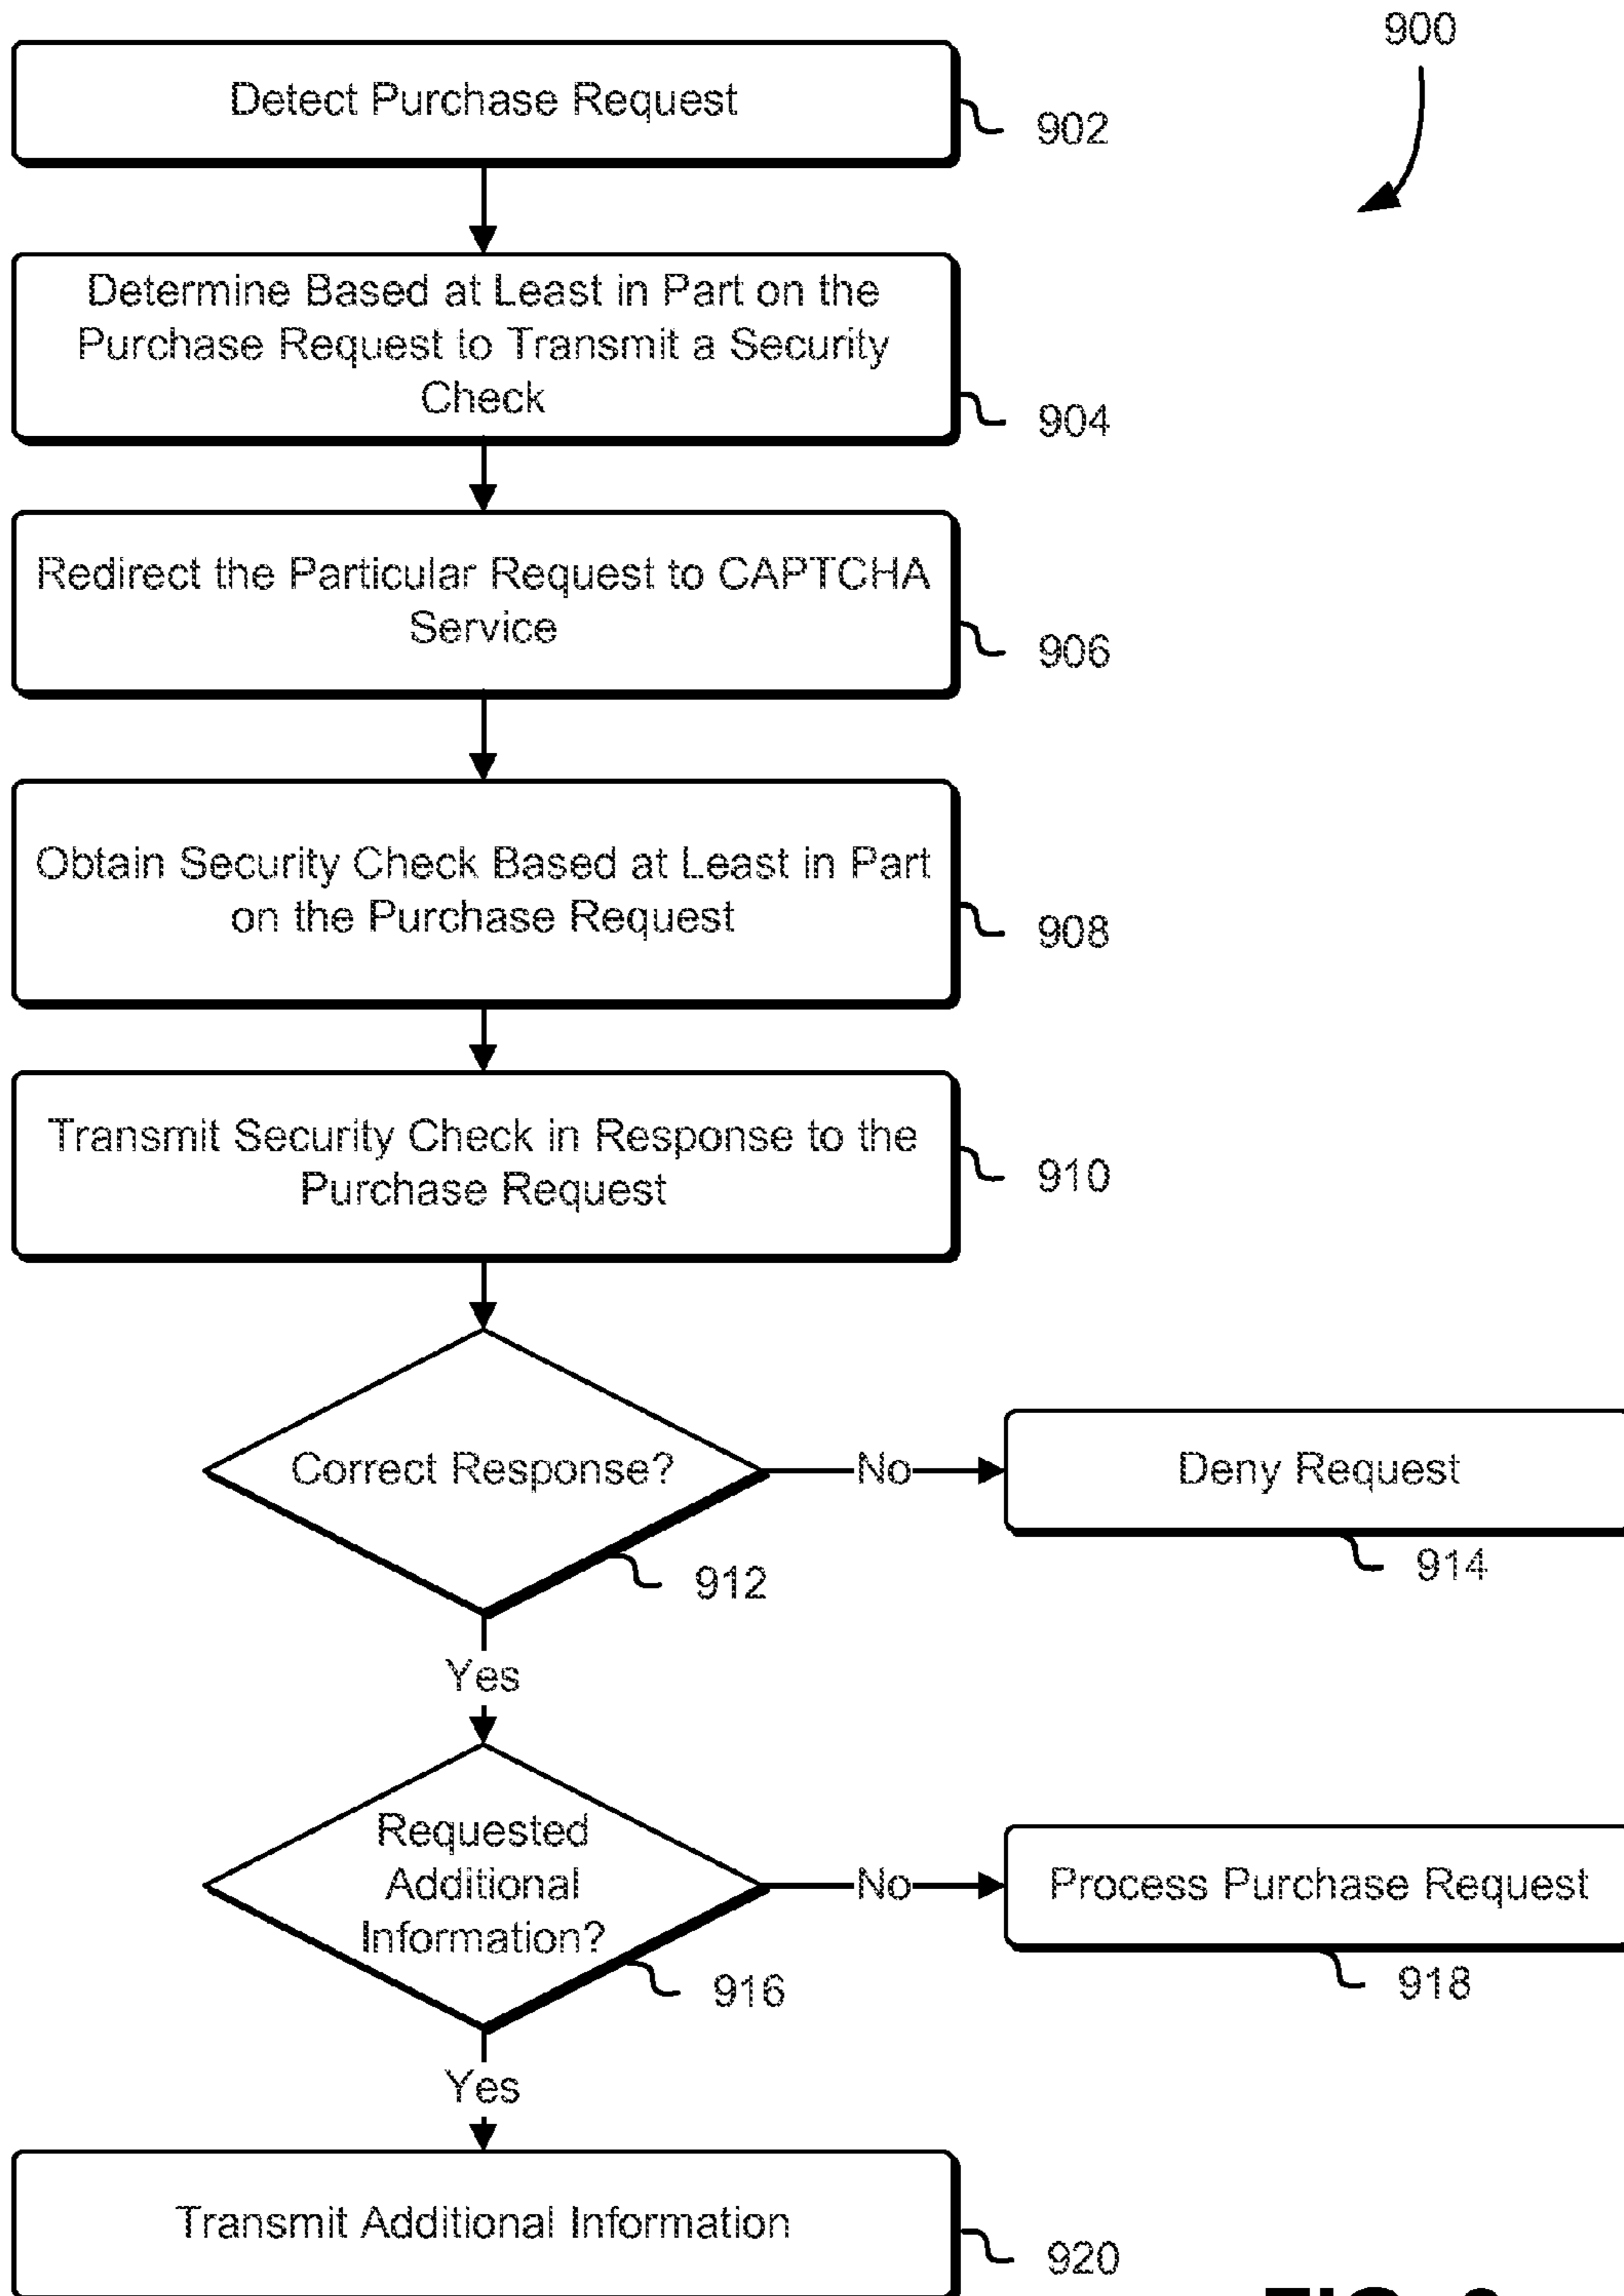 900
Detect Purchase Request
902
Determine Based at Least in Part on the
Purchase Request to Transmit a Security
Check
904
Redirect the Particular Request to CAPTCHA
Service
906
Obtain Security Check Based at Least in Part
on the Purchase Request
908
Transmit Security Check in Response to the
Purchase Request
910
Correct Response?
No
Deny Request
912
914
Yes
Requested
Additional
Information?
No
Process Purchase Request
916
918
Yes
Transmit Additional Information
920